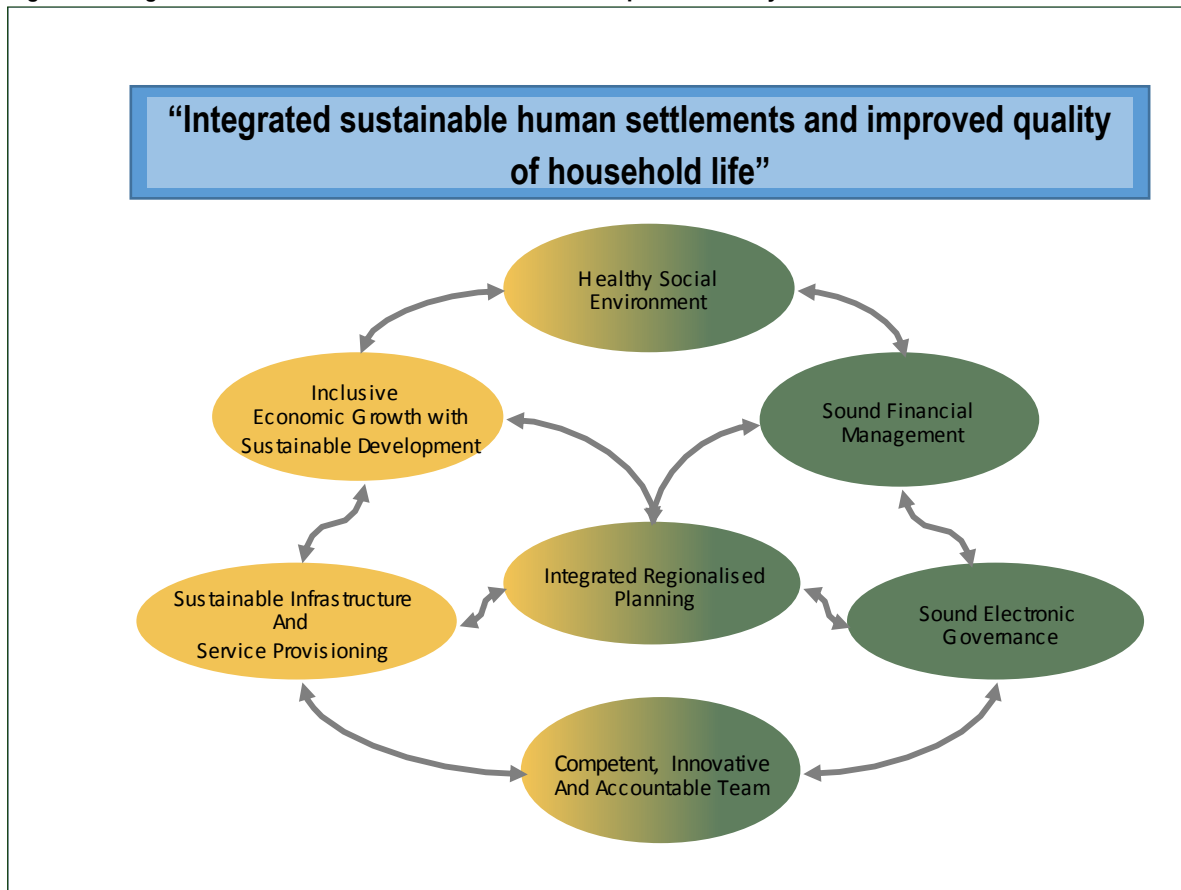 “Integrated sustainable human settlements and improved quality
of household life”
Healthy Social
Environment
Inclusive
Economic Growth with
Sustainable Development
Sound Financial
Management
Integrated Regionalised
Planning
Sustainable Infrastructure
And
Service Provisioning
Sound Electronic
Governance
Competent, Innovative
And Accountable Team